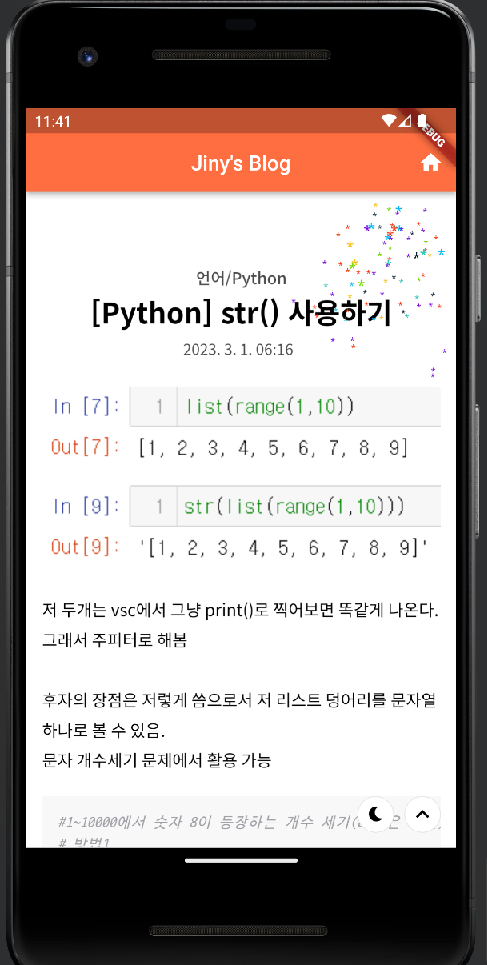 11:41
DEBUG
Jiny's Blog
언어/Python
[Python] str() 사용하기
2023. 3. 1. 06:16
In [7]: 1 list(range(1,10))
Out[7]: [1, 2, 3, 4, 5, 6, 7, 8, 9]
In [9]: 1 str(list(range(1,10)))
Out[9]: '[1, 2, 3, 4, 5, 6, 7, 8, 9]'
저 두개는 vsc에서 그냥 print()로 찍어보면 똑같게 나온다.
그래서 주피터로 해봄
후자의 장점은 저렇게 씀으로서 저 리스트 덩어리를 문자열
하나로 볼 수 있음.
문자 개수세기 문제에서 활용 가능
#1~10000에서 숫자 8이 등장하는 개수 세기(
# 방법1